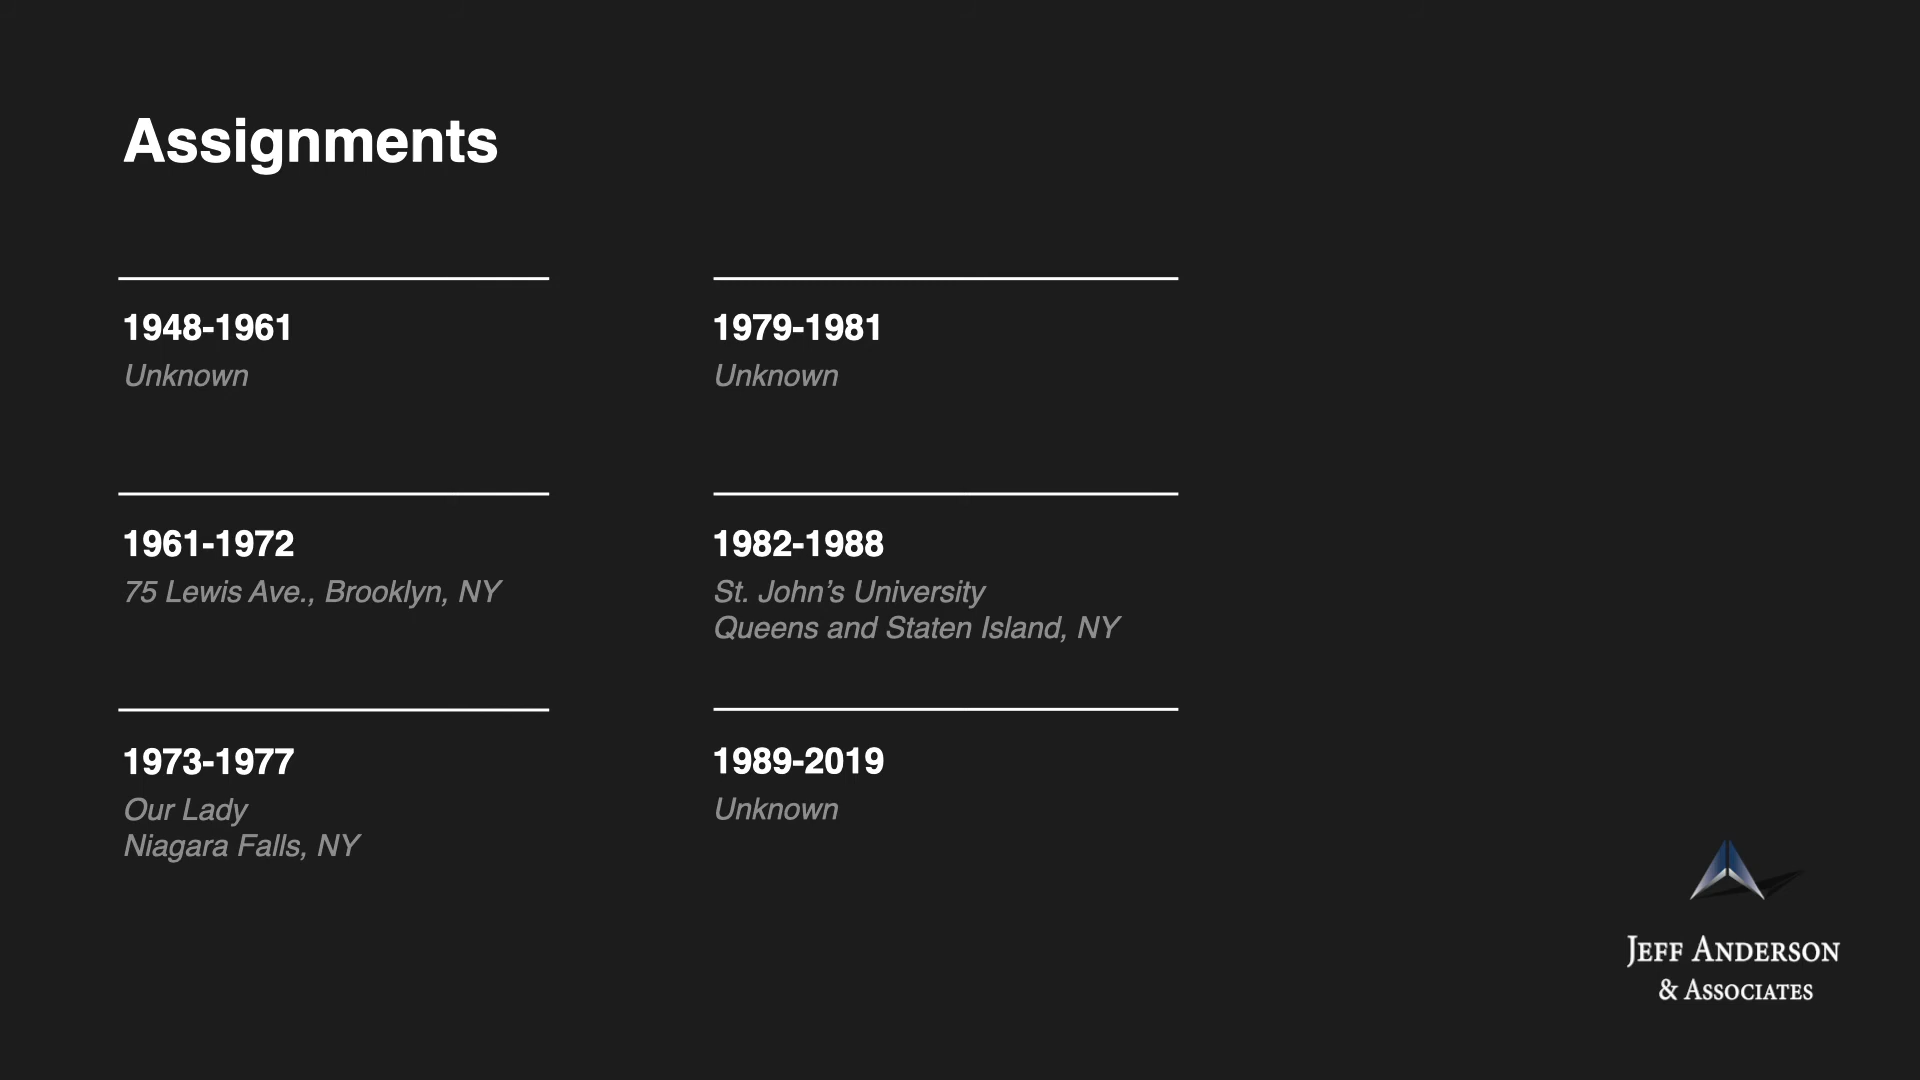 Assignments
1948-1961
Unknown
1961-1972
75 Lewis Ave., Brooklyn, NY
1973-1977
Our Lady
Niagara Falls, NY
1979-1981
Unknown
1982-1988
St. John’s University
Queens and Staten Island, NY
1989-2019
Unknown
JEFF ANDERSON
& ASSOCIATES